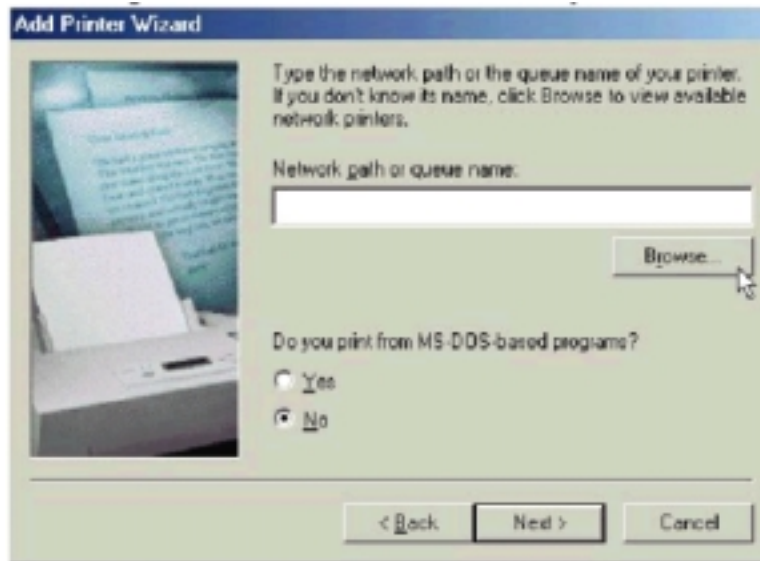 Add Printer Wizard
Type the network path or the queue name of your printer.
If you don't know its name, click Browse to view available
network printers.
Network path or queue name:
Browse...
Do you print from MS-DOS-based programs?
Yes
No
< Back
Next >
Cancel